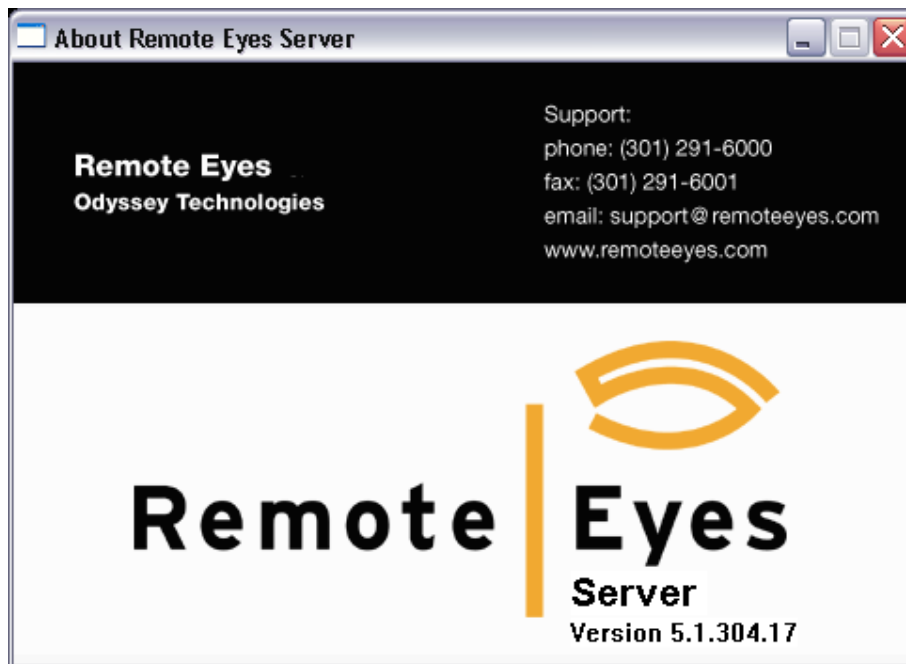 About Remote Eyes Server
Remote Eyes
Odyssey Technologies
Support:
phone: (301) 291-6000
fax: (301) 291-6001
email: support@remoteeyes.com
www.remoteeyes.com
Remote Eyes
Server
Version 5.1.304.17